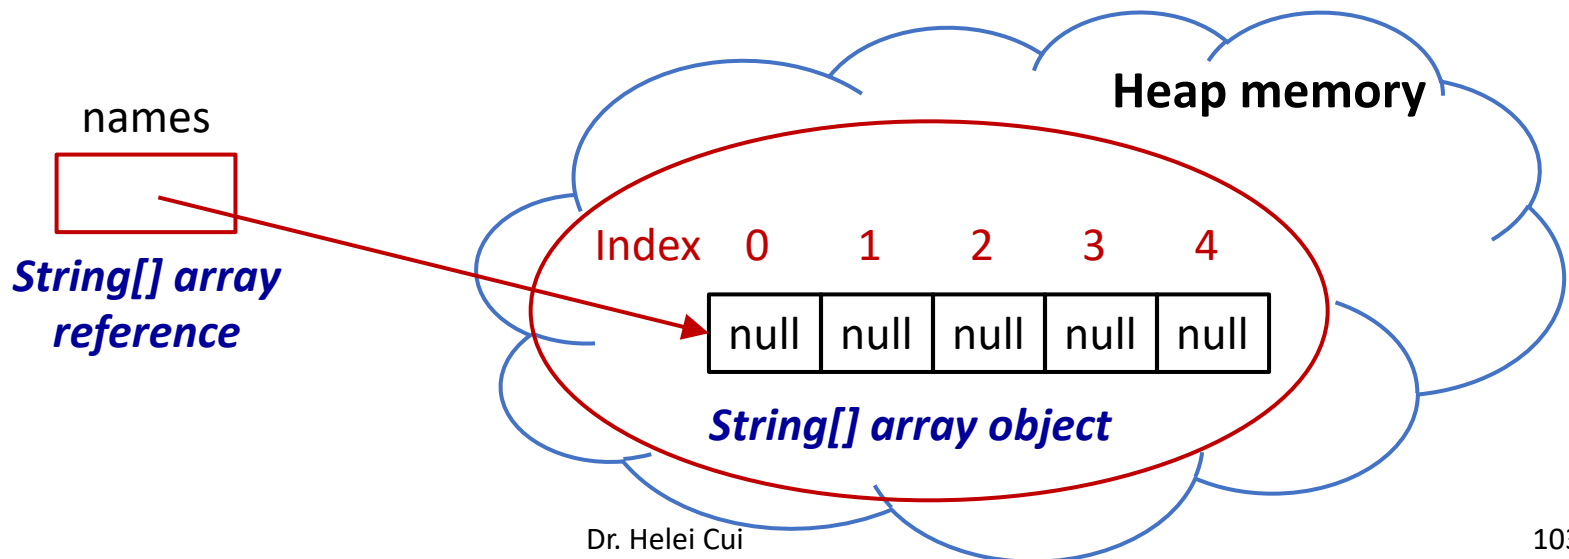 Heap memory
names
Index 0 1 2 3 4
String[] array
reference
null null null null null
String[] array object
Dr. Helei Cui
103